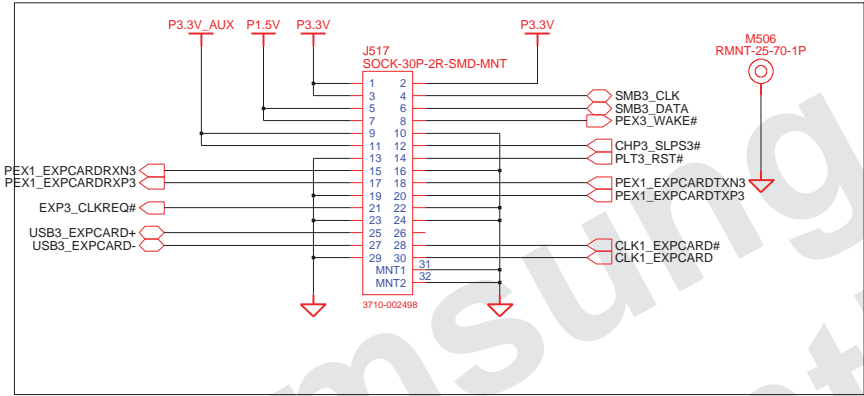 P3.3V_AUX P1.5V P3.3V P3.3V
J517
SOCK-30P-2R-SMD-MNT
M506
RMNT-25-70-1P
1 2
3 4 SMB3_CLK
5 6 SMB3_DATA
7 8 PEX3_WAKE#
9 10
11 12 CHP3_SLPS3#
13 14 PLT3_RST#
PEX1_EXPCARDRXN3 15 16
PEX1_EXPCARDRXP3 17 18 PEX1_EXPCARDTXN3
19 20 PEX1_EXPCARDTXP3
EXP3_CLKREQ# 21 22
23 24
USB3_EXPCARD+ 25 26
USB3_EXPCARD- 27 28 CLK1_EXPCARD#
29 30 CLK1_EXPCARD
MNT1 31
MNT2 32
3710-002498
msung